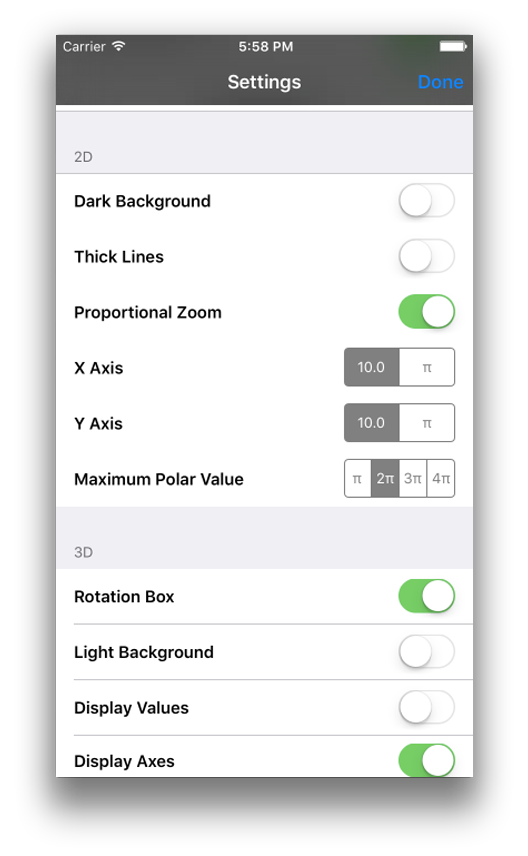 Carrier 5:58 PM
Settings Done
2D
Dark Background
Thick Lines
Proportional Zoom
X Axis 10.0 π
Y Axis 10.0 π
Maximum Polar Value π 2π 3π 4π
3D
Rotation Box
Light Background
Display Values
Display Axes